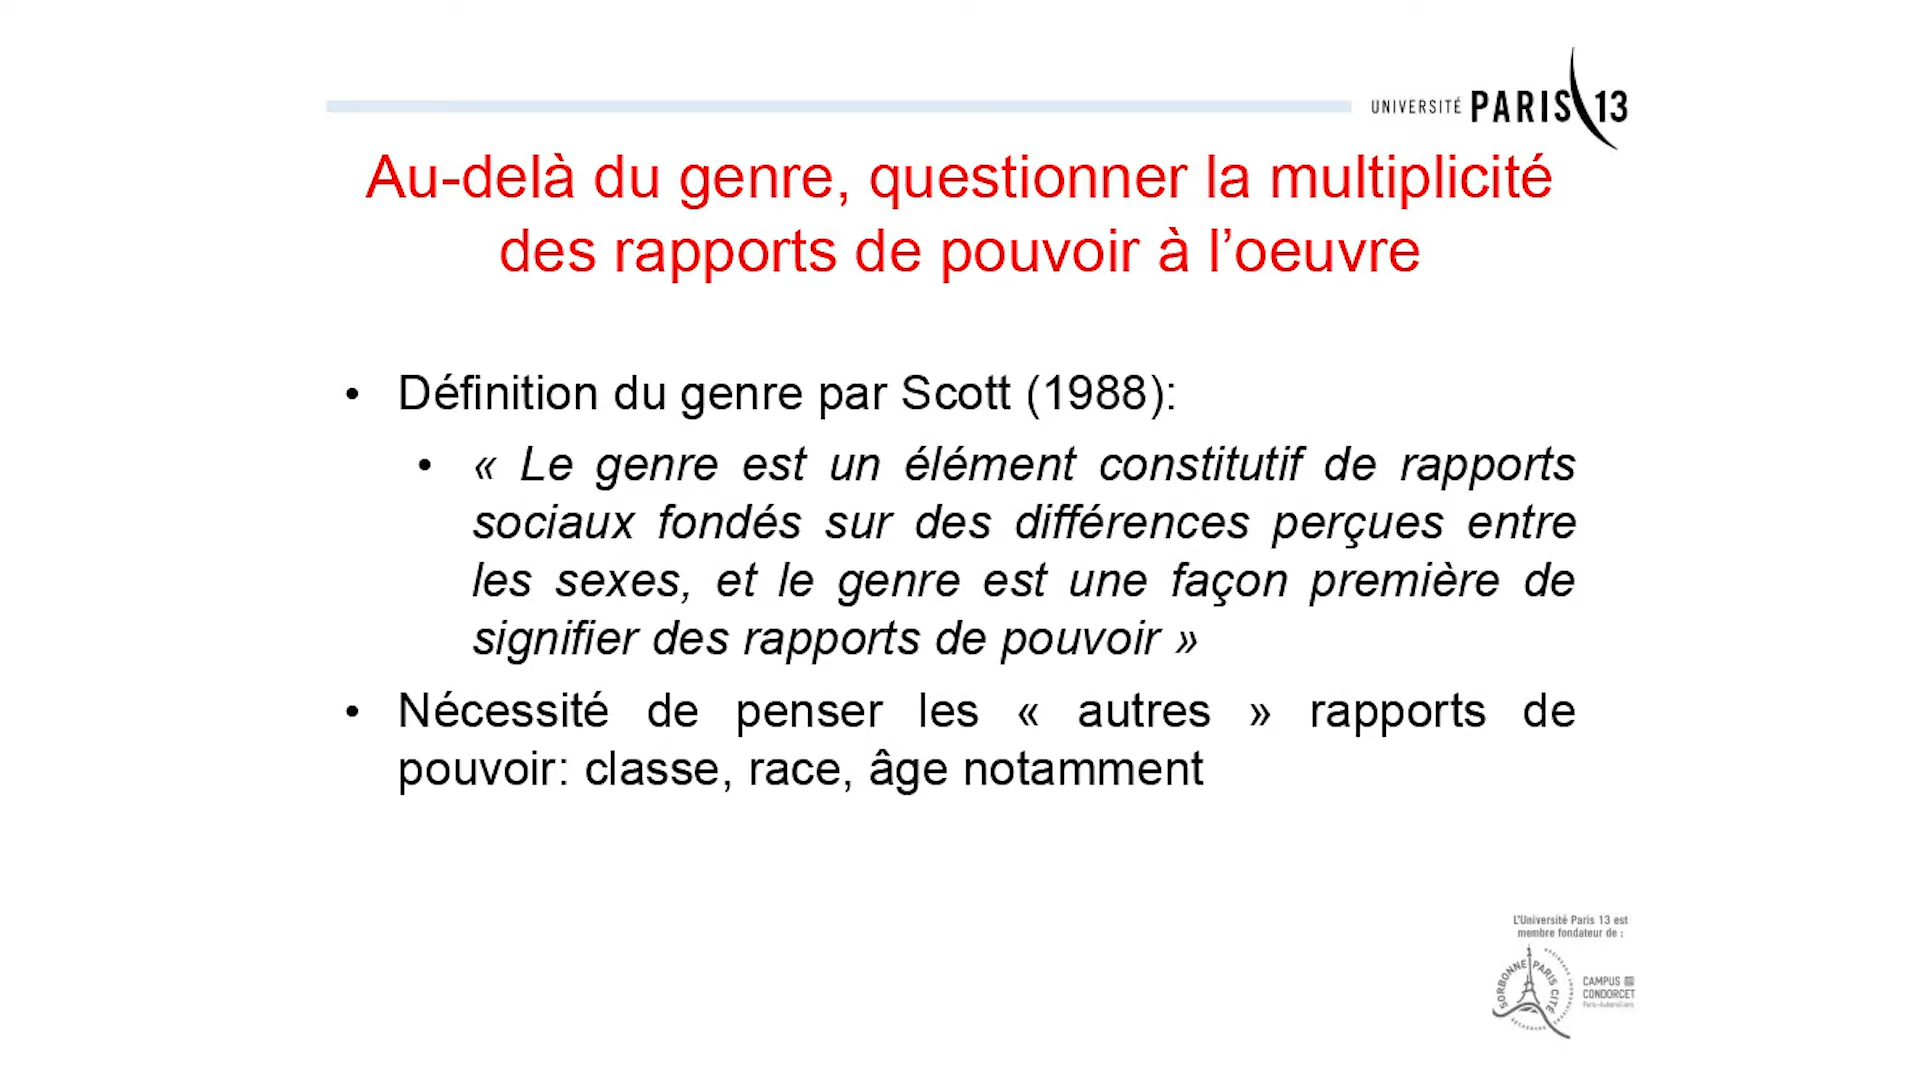 UNIVERSITÉ PARIS 13
Au-delà du genre, questionner la multiplicité
des rapports de pouvoir à l’oeuvre
• Définition du genre par Scott (1988):
• « Le genre est un élément constitutif de rapports
sociaux fondés sur des différences perçues entre
les sexes, et le genre est une façon première de
signifier des rapports de pouvoir »
• Nécessité de penser les « autres » rapports de
pouvoir: classe, race, âge notamment
L'Université Paris 13 est
membre fondateur de :
SORBONNE PARIS CITÉ
CAMPUS
CONDORCET